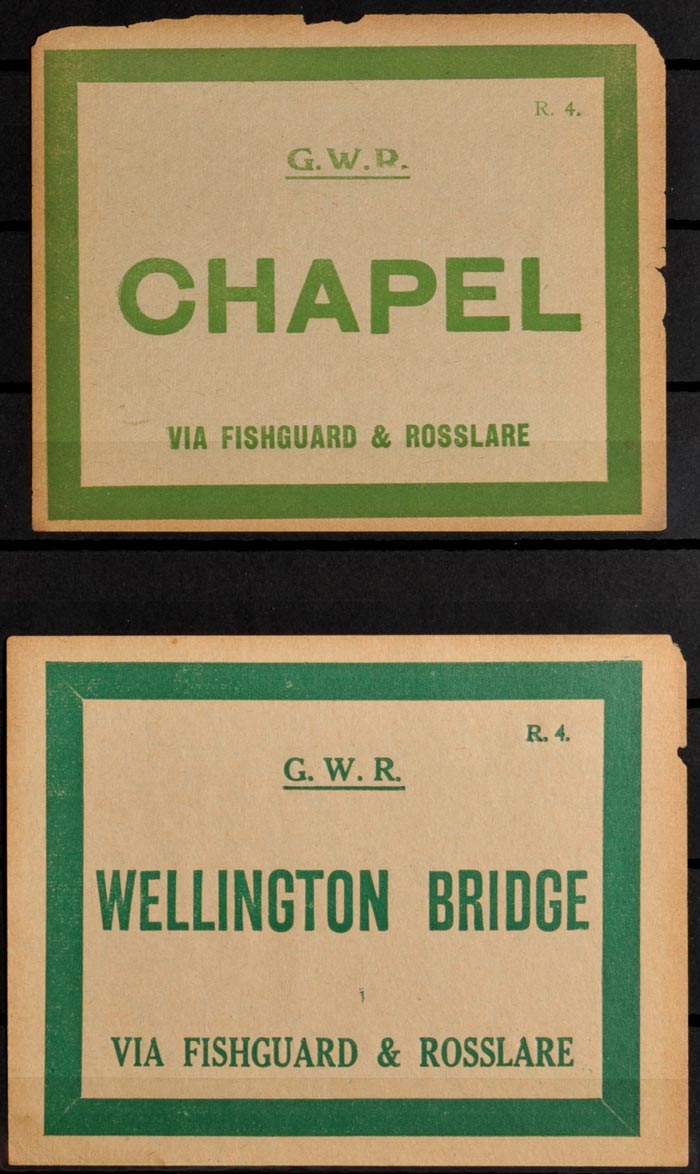 R. 4.
G.W.R.
CHAPEL
VIA FISHGUARD & ROSSLARE
R. 4.
G. W. R.
WELLINGTON BRIDGE
VIA FISHGUARD & ROSSLARE